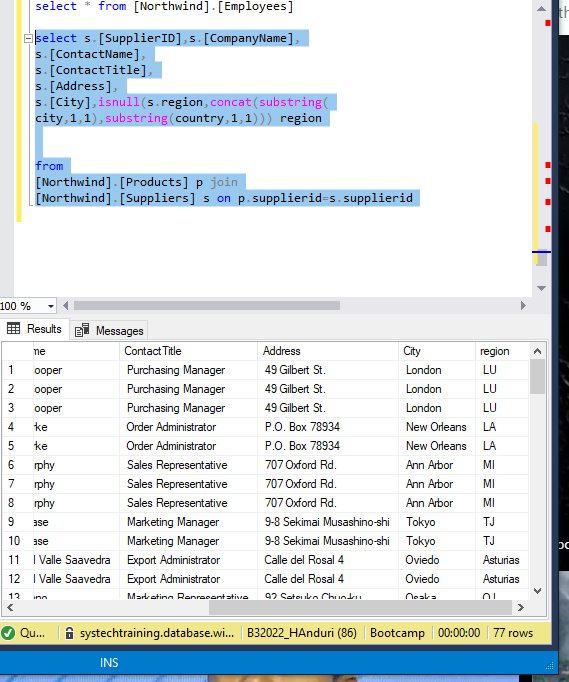 select * from [Northwind].[Employees]
select s.[SupplierID],s.[CompanyName],
s.[ContactName],
s.[ContactTitle],
s.[Address],
s.[City],isnull(s.region,concat(substring(
city,1,1),substring(country,1,1))) region
from
[Northwind].[Products] p join
[Northwind].[Suppliers] s on p.supplierid=s.supplierid
100 %
Results Messages
me ContactTitle Address City region
1 ooper Purchasing Manager 49 Gilbert St. London LU
2 ooper Purchasing Manager 49 Gilbert St. London LU
3 ooper Purchasing Manager 49 Gilbert St. London LU
4 rke Order Administrator P.O. Box 78934 New Orleans LA
5 rke Order Administrator P.O. Box 78934 New Orleans LA
6 rphy Sales Representative 707 Oxford Rd. Ann Arbor MI
7 rphy Sales Representative 707 Oxford Rd. Ann Arbor MI
8 rphy Sales Representative 707 Oxford Rd. Ann Arbor MI
9 ase Marketing Manager 9-8 Sekimai Musashino-shi Tokyo TJ
10 ase Marketing Manager 9-8 Sekimai Musashino-shi Tokyo TJ
11 l Valle Saavedra Export Administrator Calle del Rosal 4 Oviedo Asturias
12 l Valle Saavedra Export Administrator Calle del Rosal 4 Oviedo Asturias
13 Marketing Representative 92 Setsuko Chuo-ku Osaka OJ
Qu... systechtraining.database.wi... B32022_HAnduri (86) Bootcamp 00:00:00 77 rows
INS